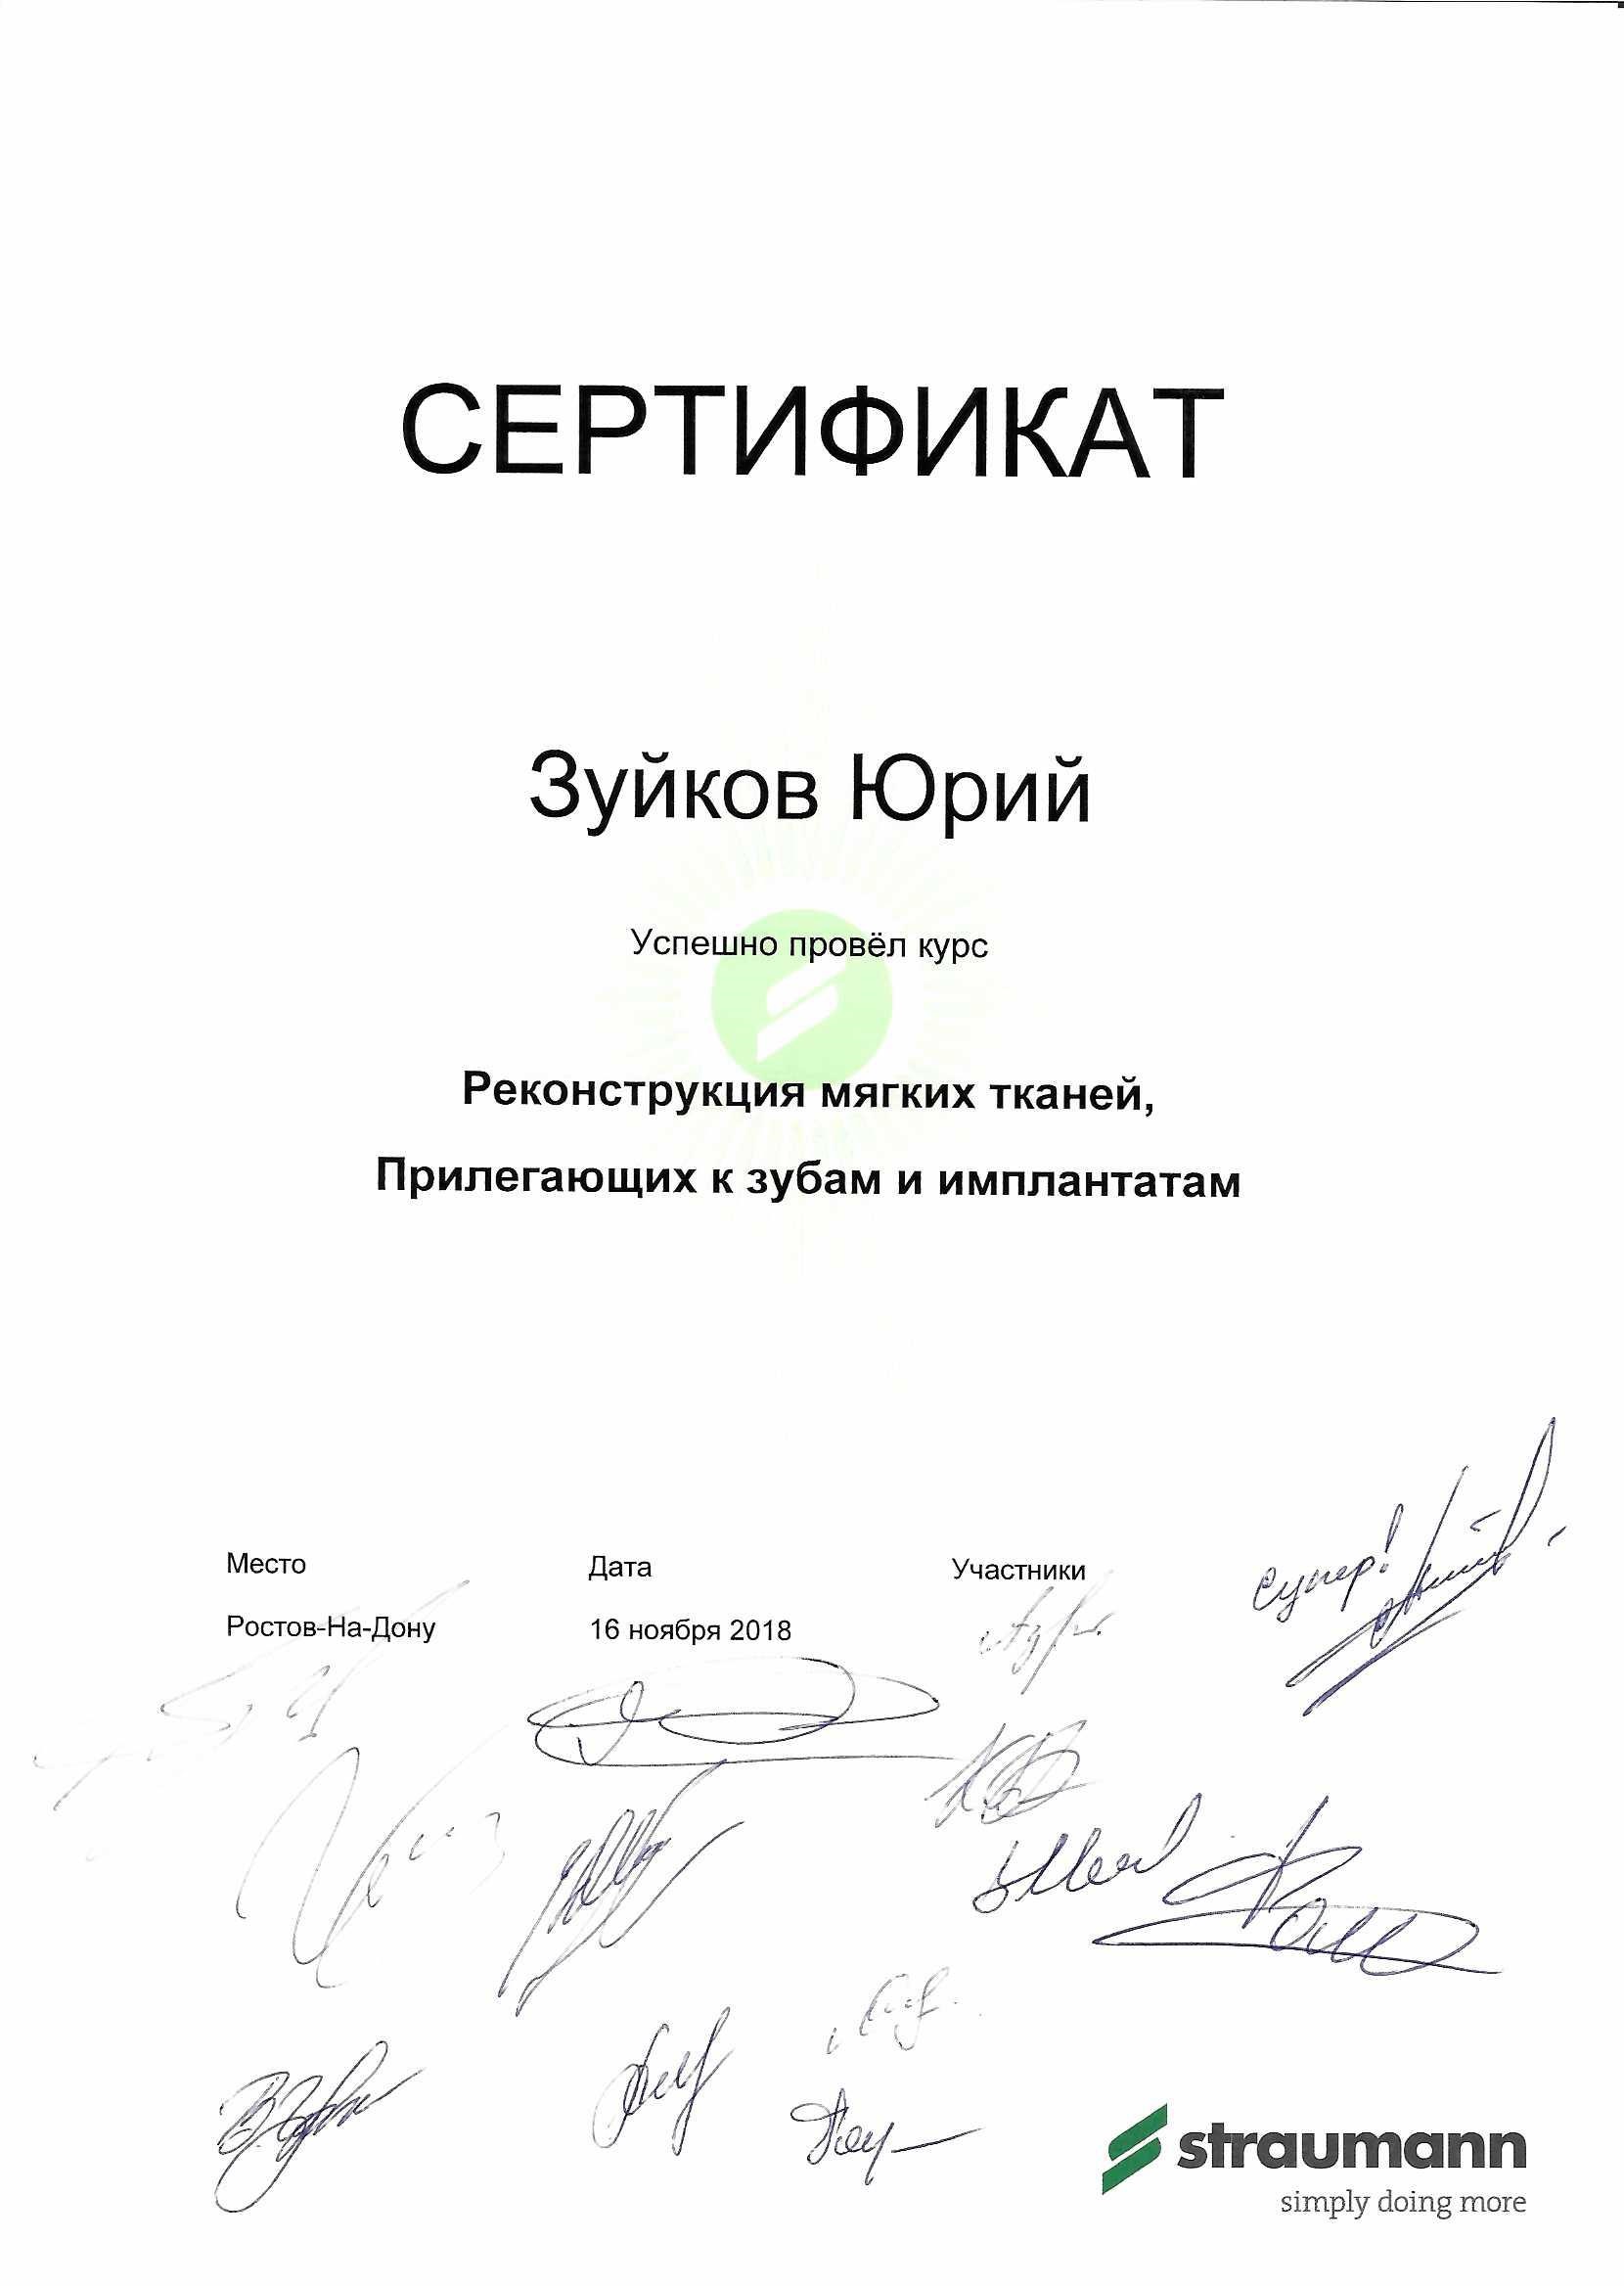 СЕРТИФИКАТ
Зуйков Юрий
Успешно провёл курс
Реконструкция мягких тканей,
Прилегающих к зубам и имплантатам
Место
Дата
Участники
Супер!
Ростов-На-Дону
16 ноября 2018
straumann
simply doing more